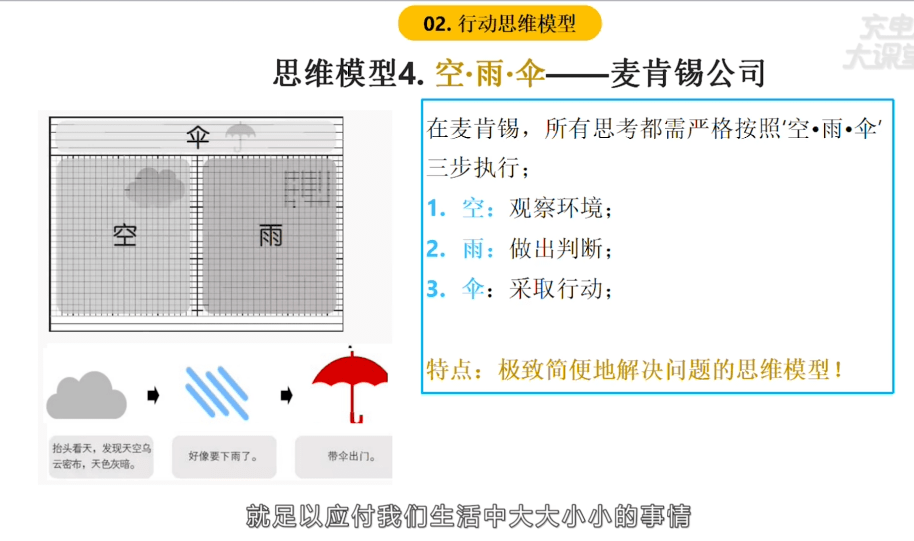 02. 行动思维模型
充电
大课堂
思维模型4. 空·雨·伞——麦肯锡公司
伞
空
雨
抬头看天，发现天空乌
云密布，天色灰暗。
好像要下雨了。
带伞出门。
在麦肯锡，所有思考都需严格按照‘空•雨•伞’
三步执行；
1. 空：观察环境；
2. 雨：做出判断；
3. 伞：采取行动；
特点：极致简便地解决问题的思维模型！
就足以应付我们生活中大大小小的事情